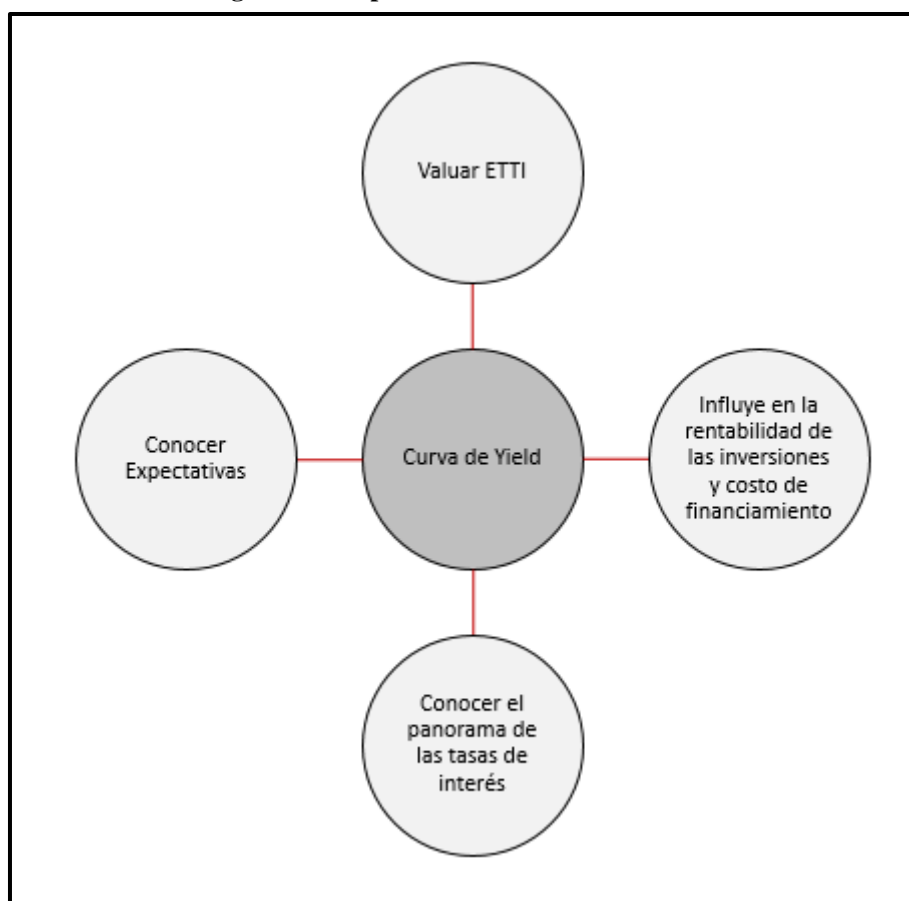 Valuar ETTI
Conocer
Expectativas
Curva de Yield
Influye en la
rentabilidad de
las inversiones
y costo de
financiamiento
Conocer el
panorama de
las tasas de
interés